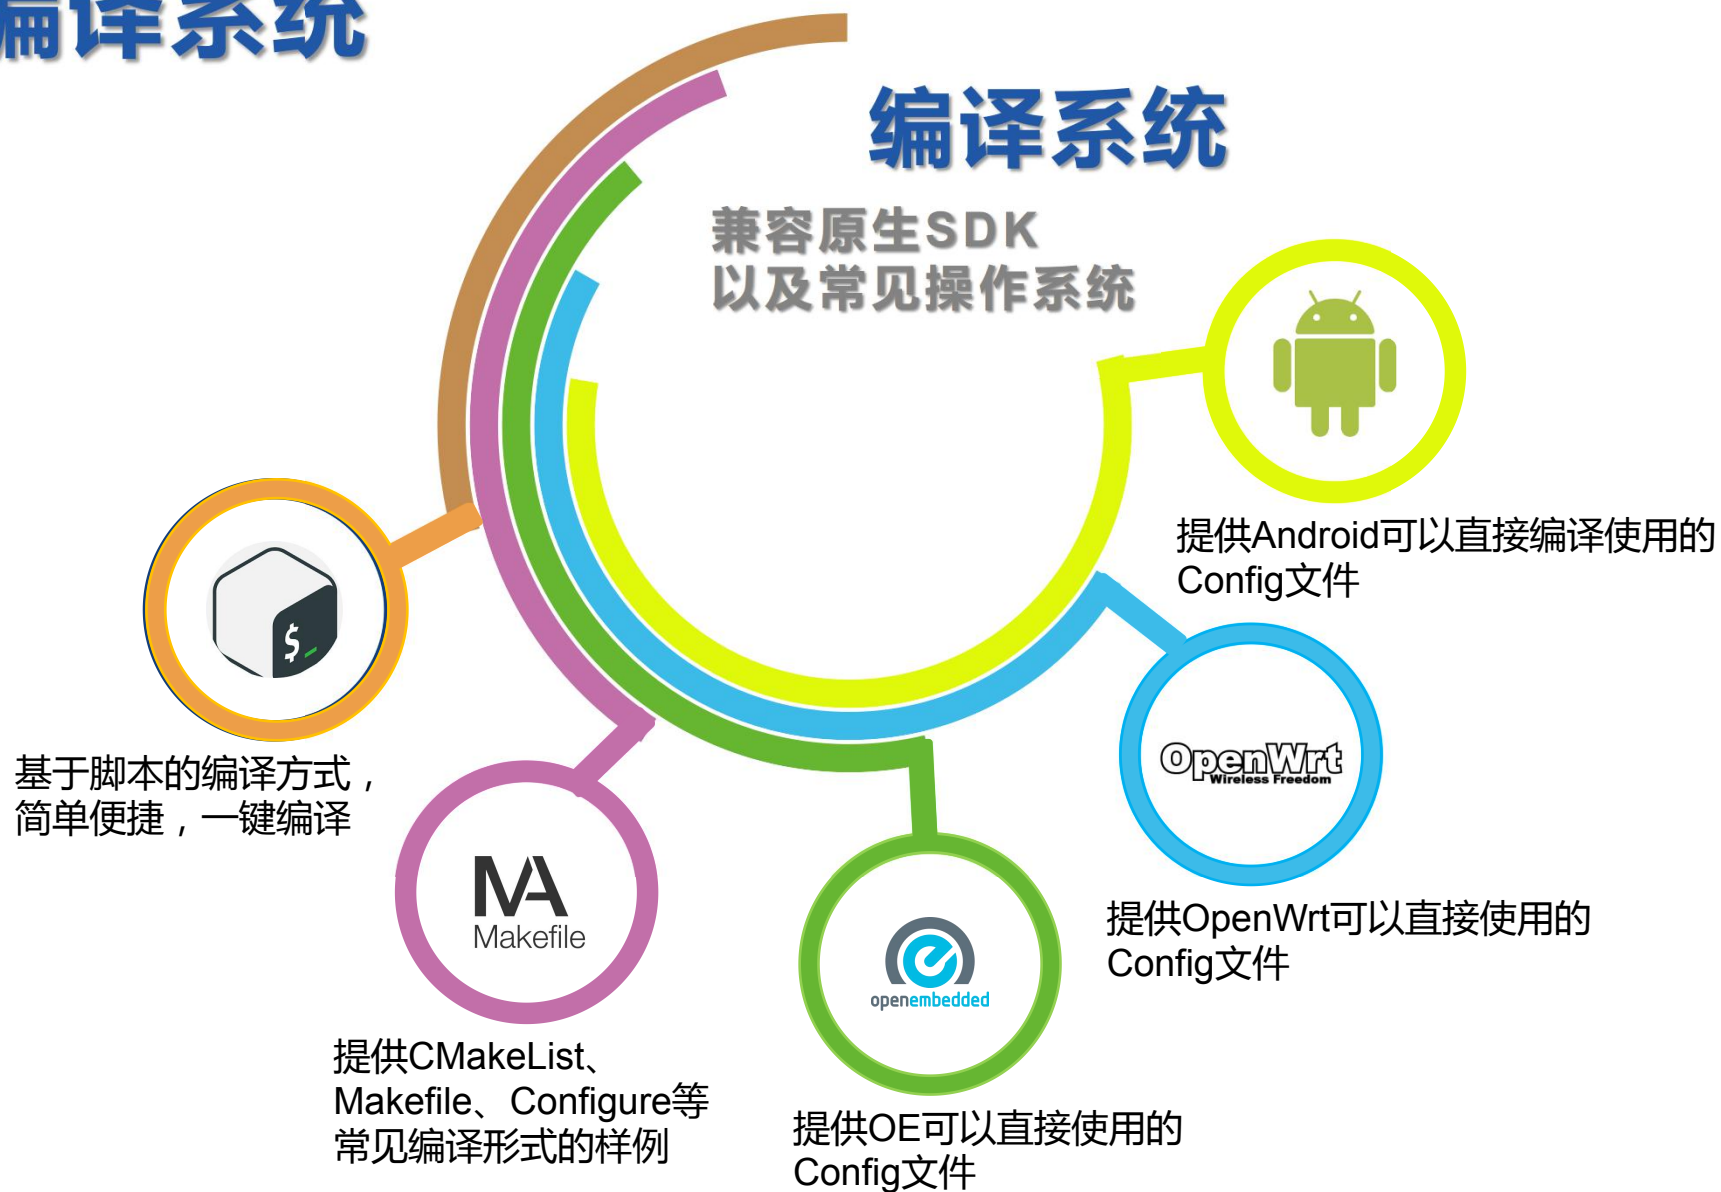 编译系统
编译系统
兼容原生SDK
以及常见操作系统
提供Android可以直接编译使用的
Config文件
$_
基于脚本的编译方式，
简单便捷，一键编译
OpenWrt
Wireless Freedom
MA
Makefile
提供OpenWrt可以直接使用的
Config文件
openembedded
提供CMakeList、
Makefile、Configure等
常见编译形式的样例
提供OE可以直接使用的
Config文件